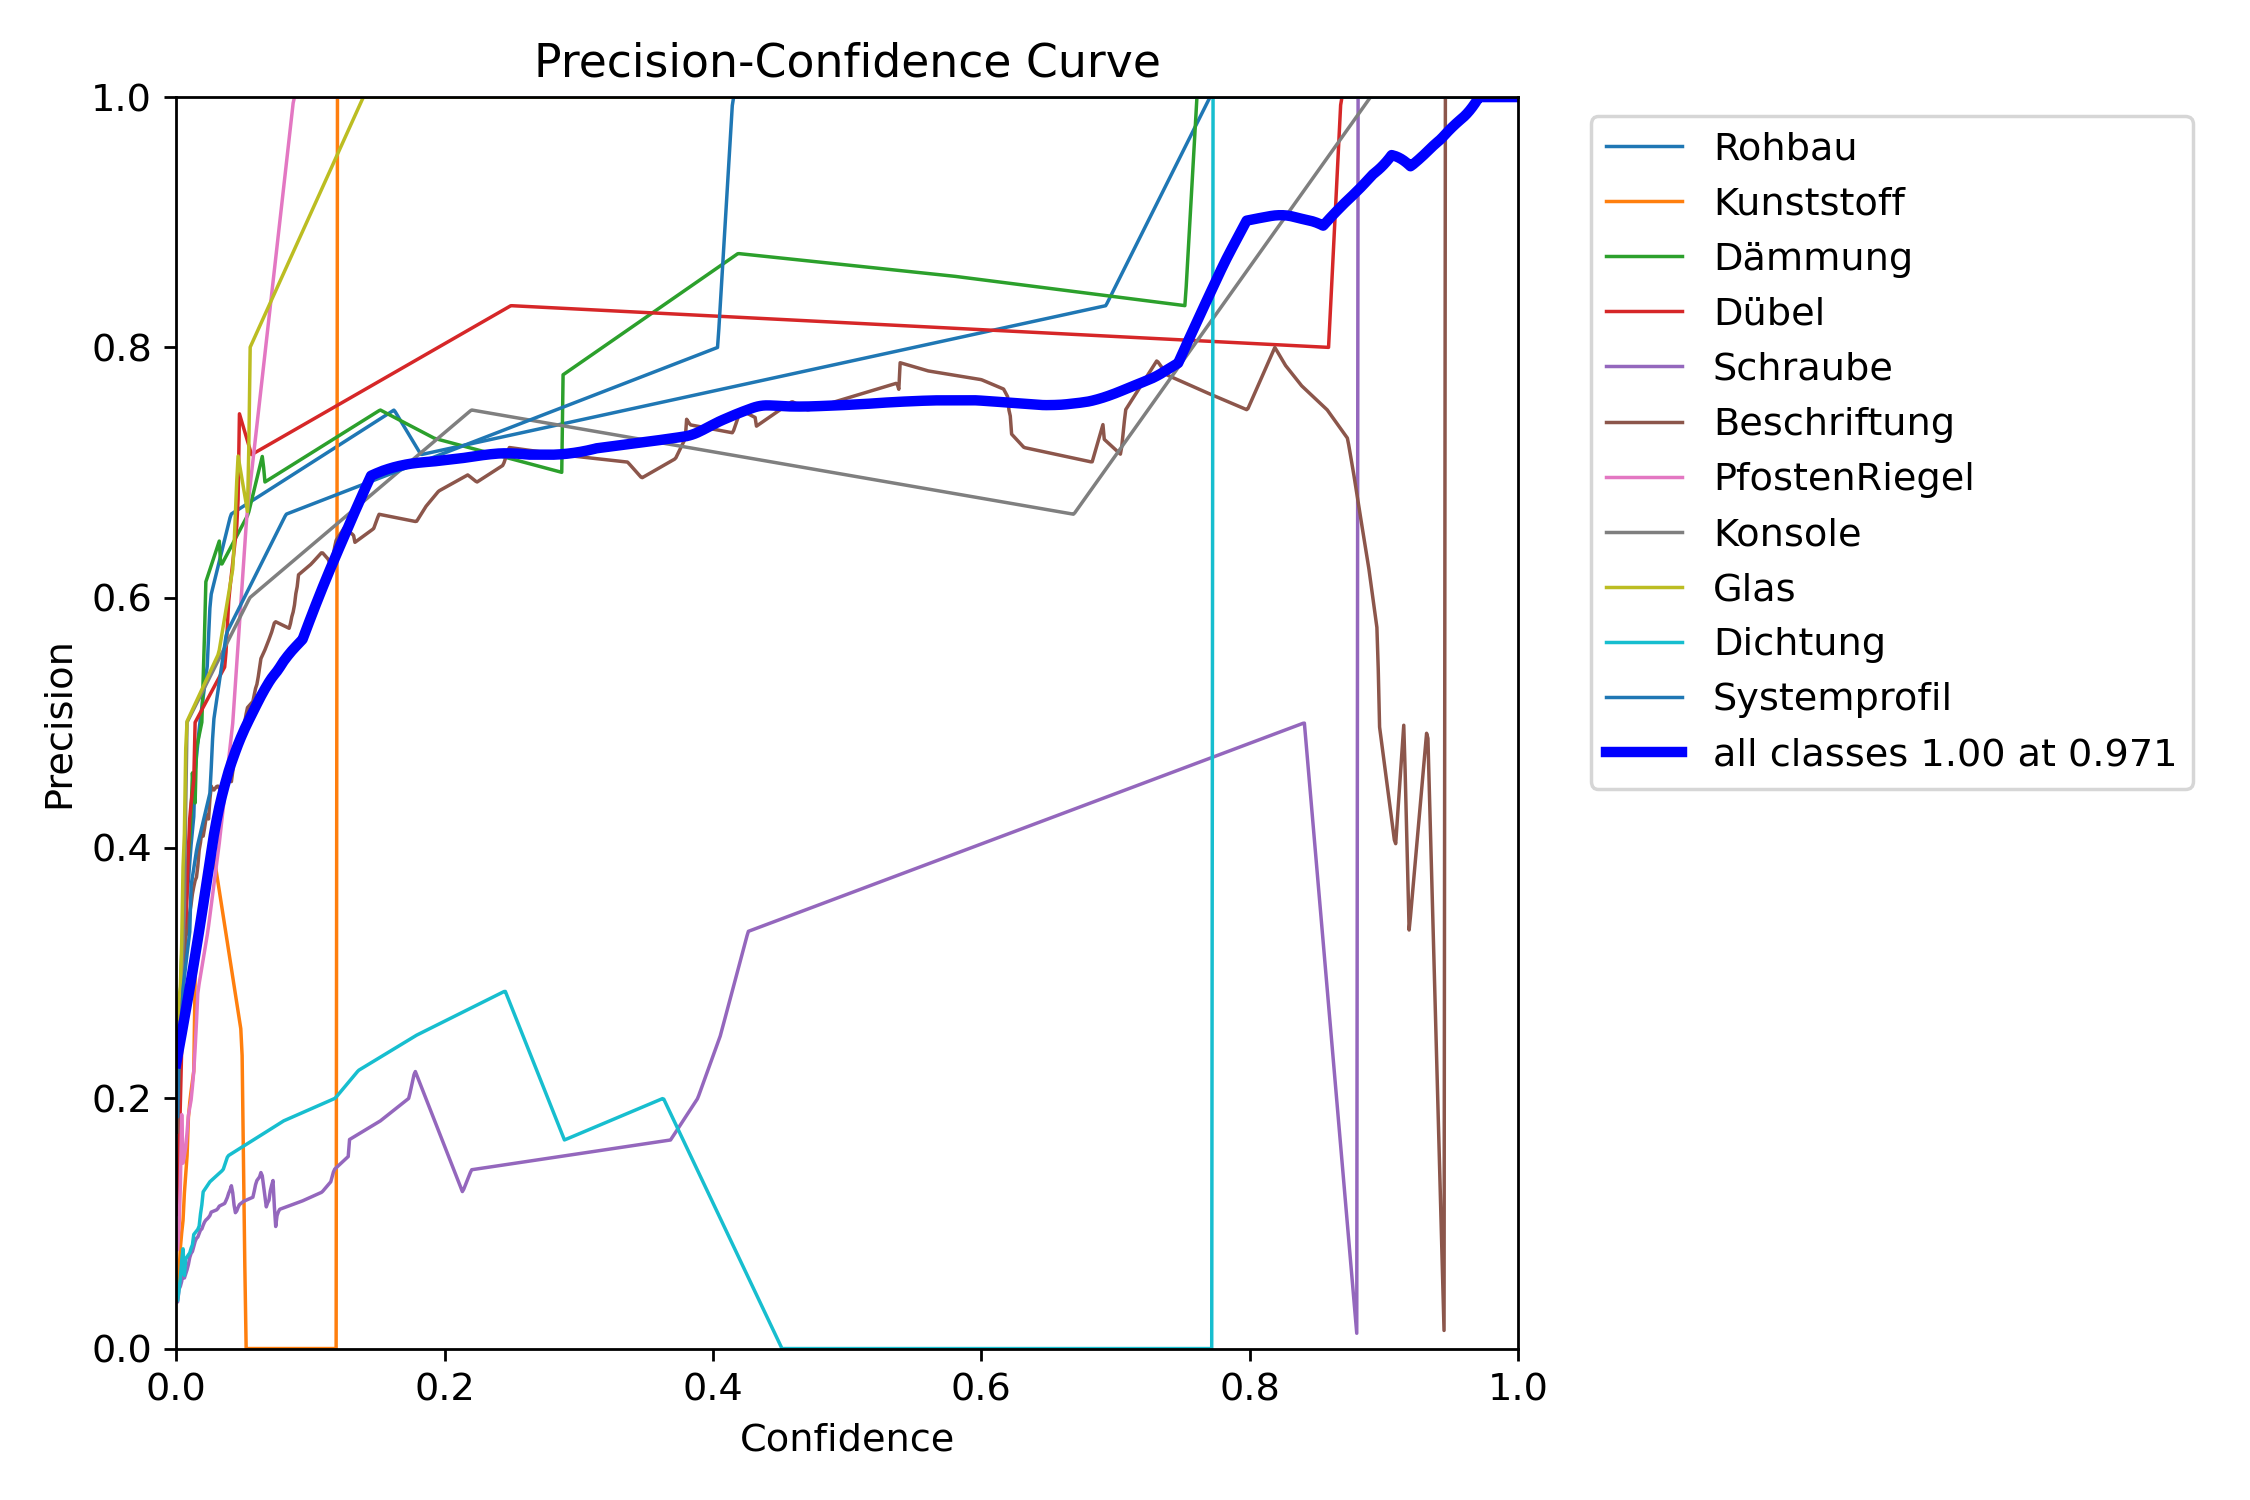 Precision-Confidence Curve
1.0
0.8
0.6
0.4
0.2
0.0
Precision
0.0 0.2 0.4 0.6 0.8 1.0
Confidence
Rohbau
Kunststoff
Dämmung
Dübel
Schraube
Beschriftung
PfostenRiegel
Konsole
Glas
Dichtung
Systemprofil
all classes 1.00 at 0.971